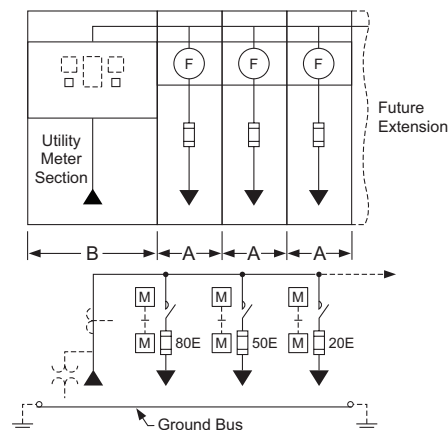 F F F
Future
Extension
Utility
Meter
Section
B A A A
M M M
M 80E M 50E M 20E
Ground Bus